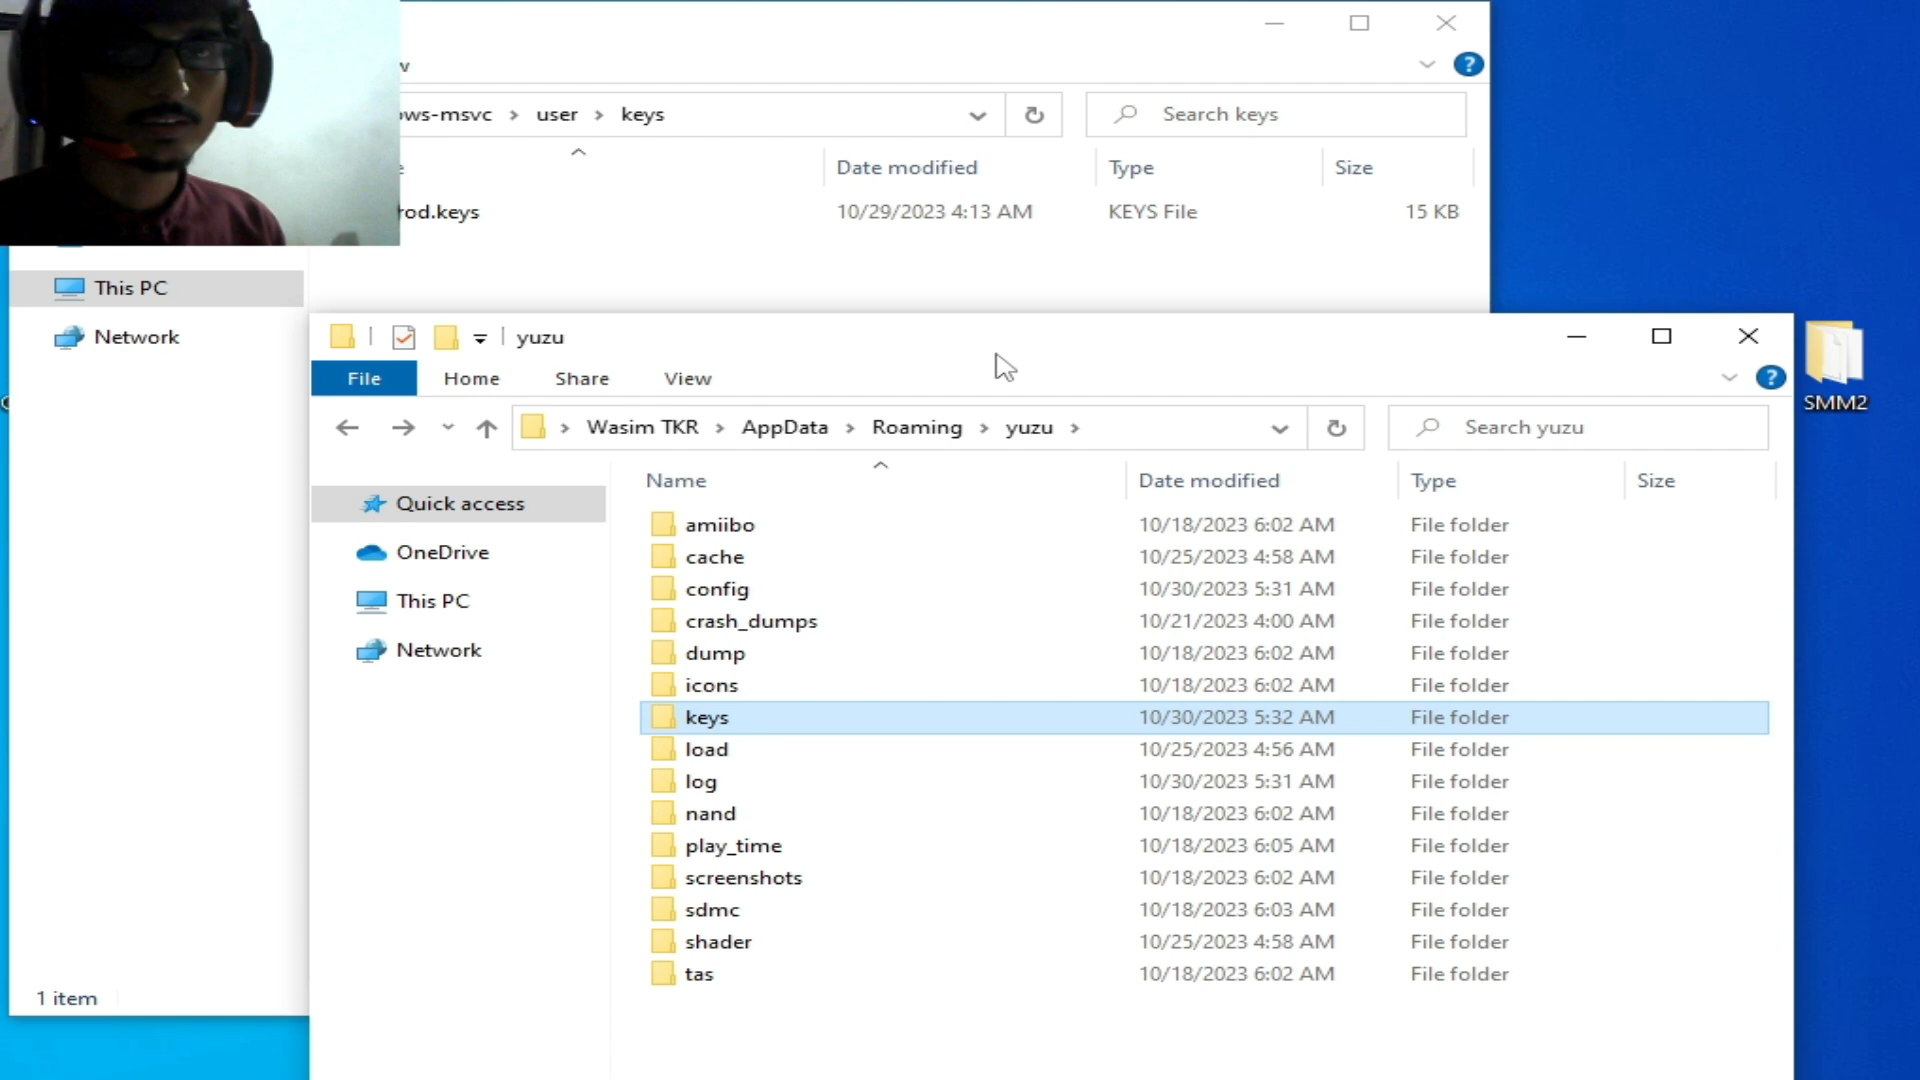 ows-msvc > user > keys
Search keys
Date modified Type Size
rod.keys 10/29/2023 4:13 AM KEYS File 15 KB
This PC
Network
1 item
yuzu
File Home Share View
Wasim TKR > AppData > Roaming > yuzu >
Search yuzu
Quick access
OneDrive
This PC
Network
Name Date modified Type Size
amiibo 10/18/2023 6:02 AM File folder
cache 10/25/2023 4:58 AM File folder
config 10/30/2023 5:31 AM File folder
crash_dumps 10/21/2023 4:00 AM File folder
dump 10/18/2023 6:02 AM File folder
icons 10/18/2023 6:02 AM File folder
keys 10/30/2023 5:32 AM File folder
load 10/25/2023 4:56 AM File folder
log 10/30/2023 5:31 AM File folder
nand 10/18/2023 6:02 AM File folder
play_time 10/18/2023 6:05 AM File folder
screenshots 10/18/2023 6:02 AM File folder
sdmc 10/18/2023 6:03 AM File folder
shader 10/25/2023 4:58 AM File folder
tas 10/18/2023 6:02 AM File folder
SMM2